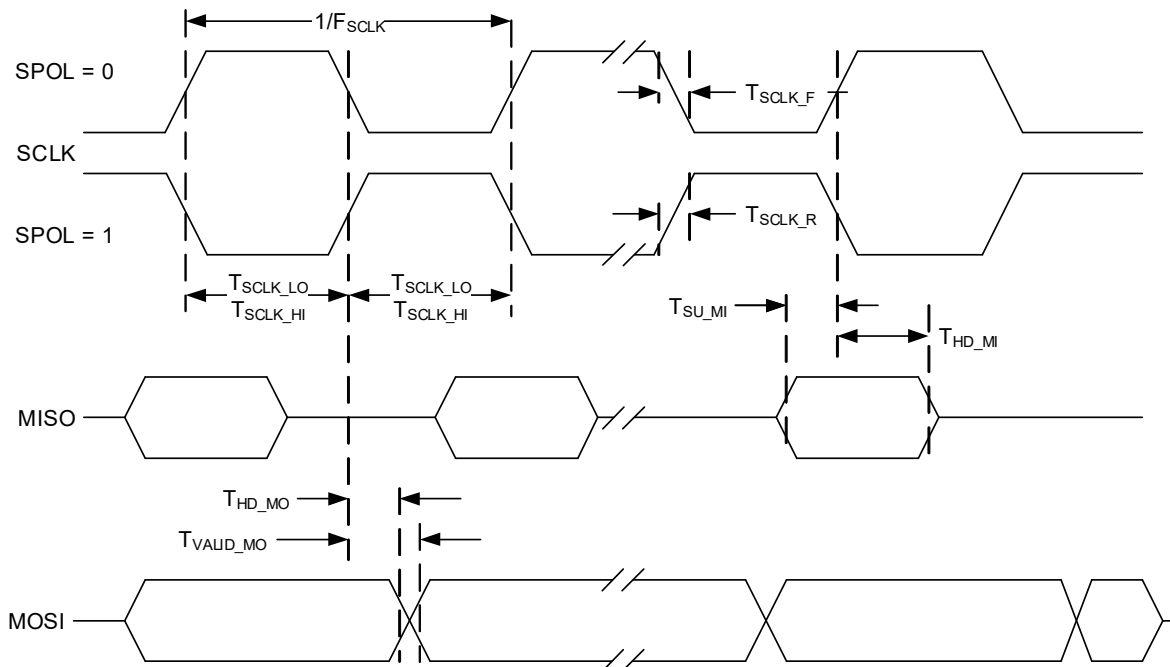 1/FSCLK
SPOL = 0
TSCLK_F
SCLK
SPOL = 1
TSCLK_R
TSCLK_LO
TSCLK_HI
TSCLK_LO
TSCLK_HI
TSU_MI
THD_MI
MISO
THD_MO
TVALID_MO
MOSI